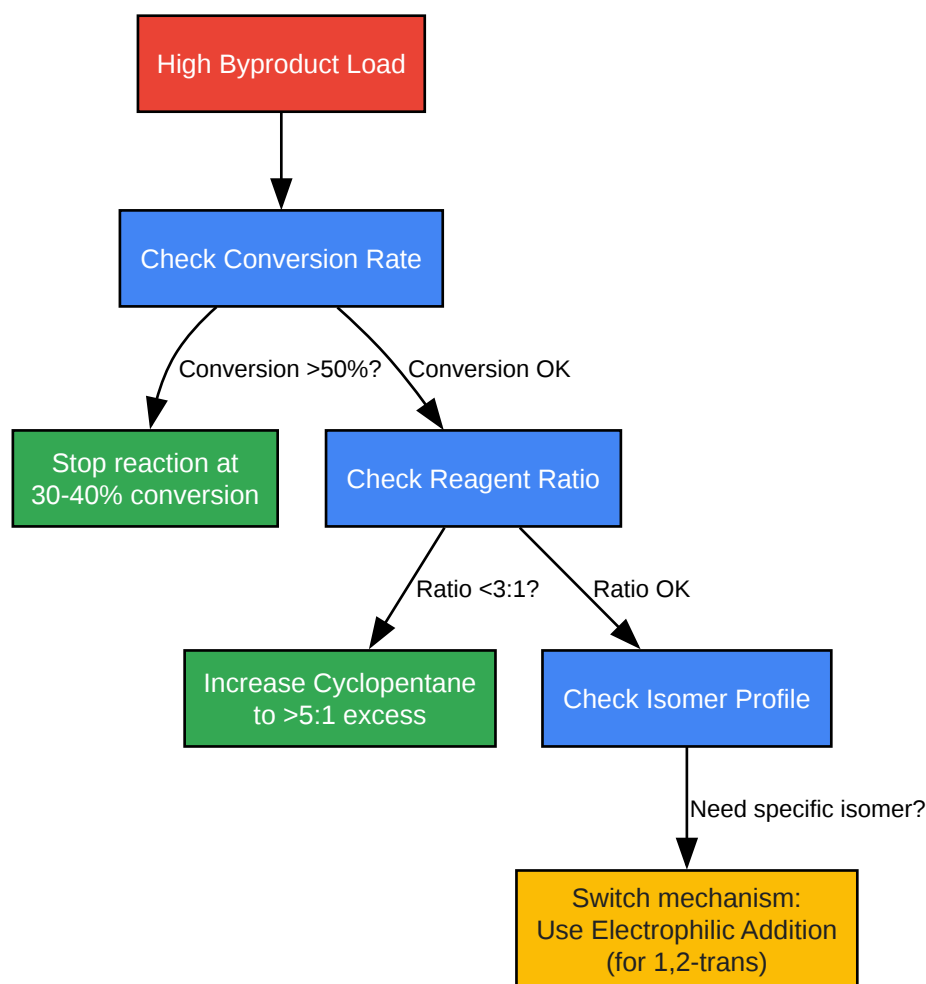 High Byproduct Load
Check Conversion Rate
Conversion >50%?
Conversion OK
Stop reaction at
30-40% conversion
Check Reagent Ratio
Ratio <3:1?
Ratio OK
Increase Cyclopentane
to >5:1 excess
Check Isomer Profile
Need specific isomer?
Switch mechanism:
Use Electrophilic Addition
(for 1,2-trans)